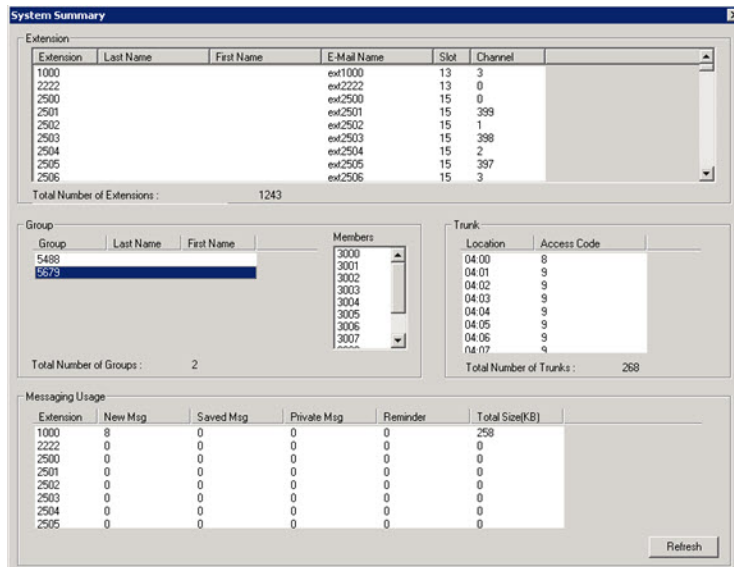 System Summary
Extension
Extension Last Name First Name E-Mail Name Slot Channel
1000 ext1000 13 3
2222 ext2222 13 0
2500 ext2500 15 0
2501 ext2501 15 399
2502 ext2502 15 1
2503 ext2503 15 398
2504 ext2504 15 2
2505 ext2505 15 397
2506 ext2506 15 3
Total Number of Extensions : 1243
Group
Group Last Name First Name
5488
5679
Members
3000
3001
3002
3003
3004
3005
3006
3007
Total Number of Groups : 2
Trunk
Location Access Code
04:00 8
04:01 9
04:02 9
04:03 9
04:04 9
04:05 9
04:06 9
04:07 9
Total Number of Trunks : 268
Messaging Usage
Extension New Msg Saved Msg Private Msg Reminder Total Size(KB)
1000 8 0 0 0 258
2222 0 0 0 0 0
2500 0 0 0 0 0
2501 0 0 0 0 0
2502 0 0 0 0 0
2503 0 0 0 0 0
2504 0 0 0 0 0
2505 0 0 0 0 0
Refresh